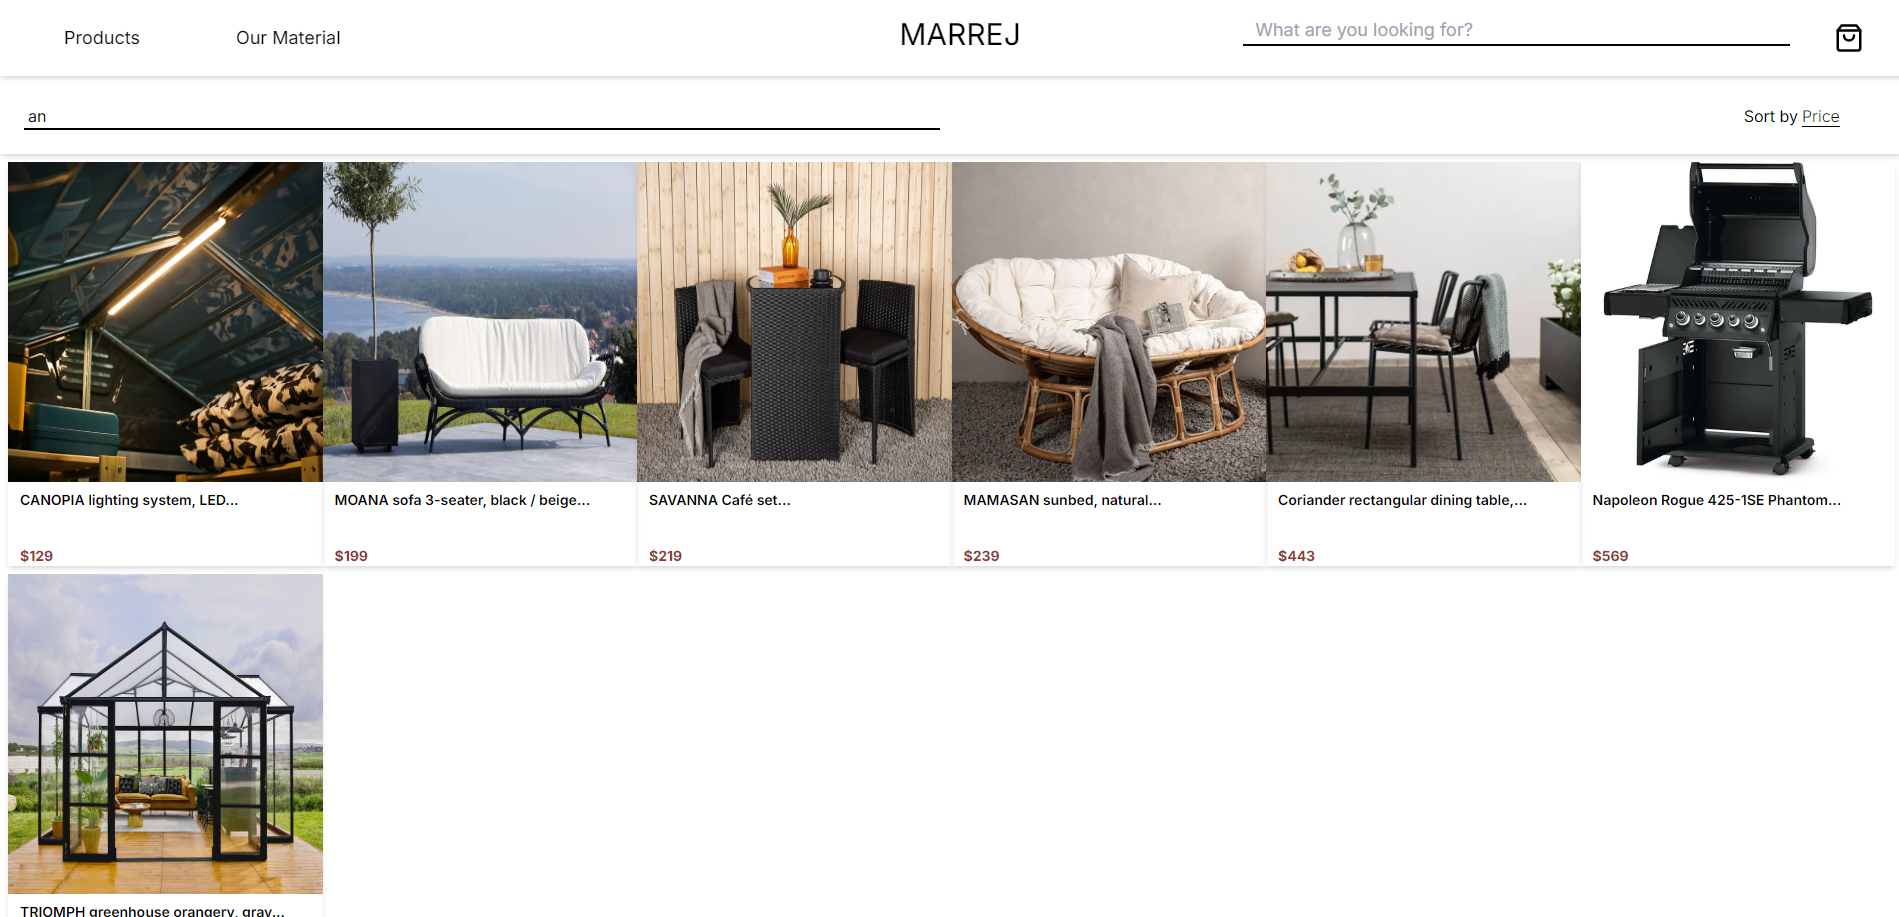 Products
Our Material
MARREJ
What are you looking for?
an
Sort by Price
CANOPIA lighting system, LED...
MOANA sofa 3-seater, black / beige...
SAVANNA Café set...
MAMASAN sunbed, natural...
Coriander rectangular dining table,...
Napoleon Rogue 425-1SE Phantom...
$129
$199
$219
$239
$443
$569
TRIOMPH greenhouse orangery, gray...